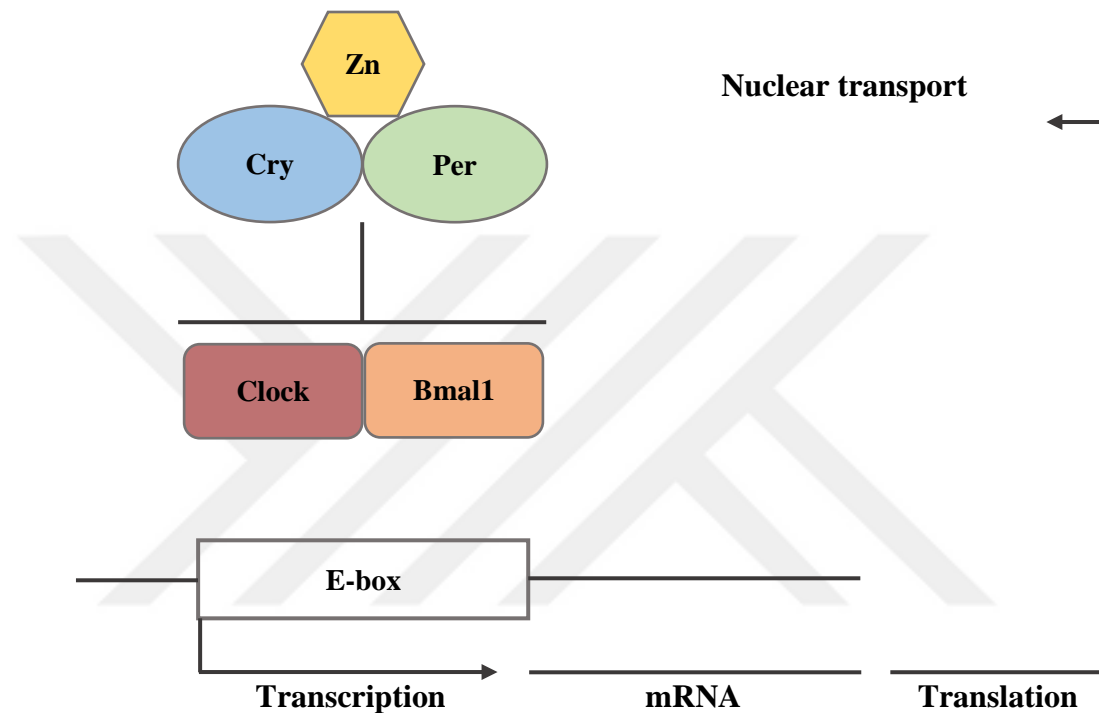 Zn
Nuclear transport
Cry
Per
Clock
Bmal1
E-box
Transcription
mRNA
Translation